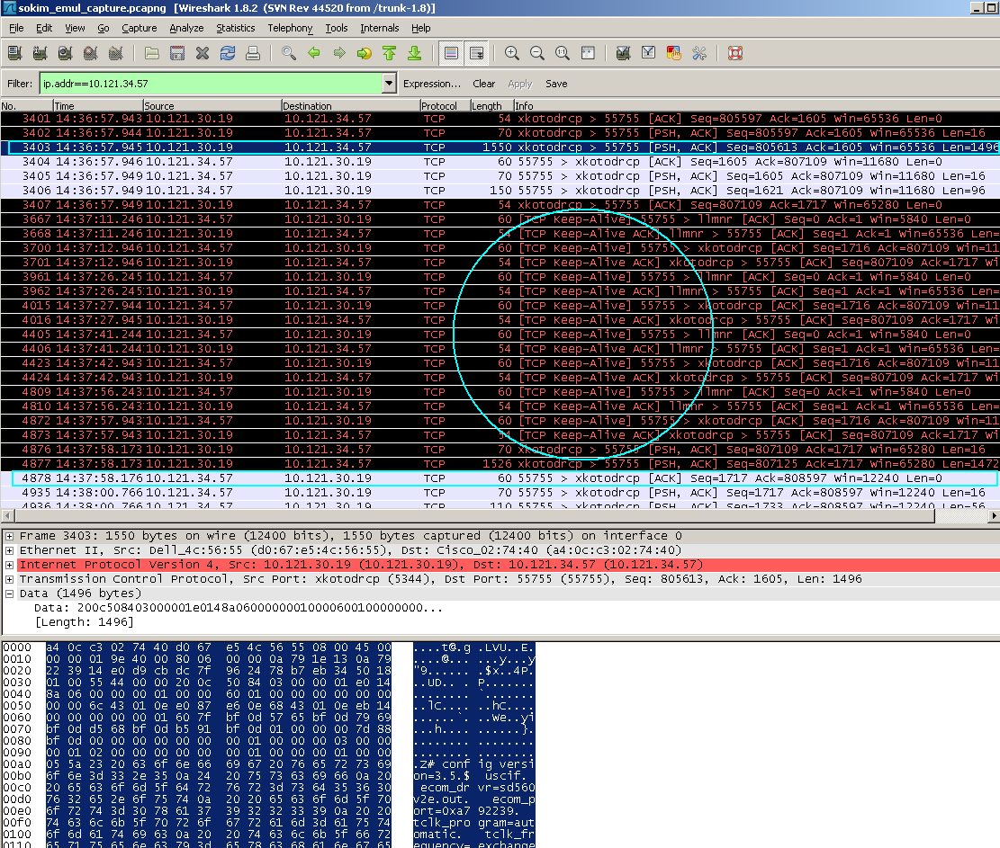 sokim_emul_capture.pcapng [Wireshark 1.8.2 (SVN Rev 44520 from /trunk-1.8)]
File Edit View Go Capture Analyze Statistics Telephony Tools Internals Help
Filter: ip.addr==10.121.34.57 Expression... Clear Apply Save
No. Time Source Destination Protocol Length Info
3401 14:36:57.943 10.121.30.19 10.121.34.57 TCP 54 xkotodrcp > 55755 [ACK] Seq=805597 Ack=1605 Win=65536 Len=0
3402 14:36:57.944 10.121.30.19 10.121.34.57 TCP 70 xkotodrcp > 55755 [PSH, ACK] Seq=805597 Ack=1605 Win=65536 Len=16
3403 14:36:57.945 10.121.30.19 10.121.34.57 TCP 1550 xkotodrcp > 55755 [PSH, ACK] Seq=805613 Ack=1605 Win=65536 Len=1496
3404 14:36:57.946 10.121.34.57 10.121.30.19 TCP 60 55755 > xkotodrcp [ACK] Seq=1605 Ack=807109 Win=11680 Len=0
3405 14:36:57.949 10.121.34.57 10.121.30.19 TCP 70 55755 > xkotodrcp [PSH, ACK] Seq=1605 Ack=807109 Win=11680 Len=16
3406 14:36:57.949 10.121.34.57 10.121.30.19 TCP 150 55755 > xkotodrcp [PSH, ACK] Seq=1621 Ack=807109 Win=11680 Len=96
3407 14:36:57.949 10.121.30.19 10.121.34.57 TCP 54 xkotodrcp > 55755 [ACK] Seq=807109 Ack=1717 Win=65280 Len=0
3667 14:37:11.246 10.121.34.57 10.121.30.19 TCP 60 [TCP Keep-Alive] 55755 > llmnr [ACK] Seq=0 Ack=1 Win=5840 Len=0
3668 14:37:11.246 10.121.30.19 10.121.34.57 TCP 54 [TCP Keep-Alive ACK] llmnr > 55755 [ACK] Seq=1 Ack=1 Win=65536 Len=
3700 14:37:12.946 10.121.34.57 10.121.30.19 TCP 60 [TCP Keep-Alive] 55755 > xkotodrcp [ACK] Seq=1716 Ack=807109 Win=11
3701 14:37:12.946 10.121.30.19 10.121.34.57 TCP 54 [TCP Keep-Alive ACK] xkotodrcp > 55755 [ACK] Seq=807109 Ack=1717 Wi
3961 14:37:26.245 10.121.34.57 10.121.30.19 TCP 60 [TCP Keep-Alive] 55755 > llmnr [ACK] Seq=0 Ack=1 Win=5840 Len=0
3962 14:37:26.245 10.121.30.19 10.121.34.57 TCP 54 [TCP Keep-Alive ACK] llmnr > 55755 [ACK] Seq=1 Ack=1 Win=65536 Len=
4015 14:37:27.944 10.121.34.57 10.121.30.19 TCP 60 [TCP Keep-Alive] 55755 > xkotodrcp [ACK] Seq=1716 Ack=807109 Win=11
4016 14:37:27.944 10.121.30.19 10.121.34.57 TCP 54 [TCP Keep-Alive ACK] xkotodrcp > 55755 [ACK] Seq=807109 Ack=1717 Wi
4405 14:37:41.244 10.121.34.57 10.121.30.19 TCP 60 [TCP Keep-Alive] 55755 > llmnr [ACK] Seq=0 Ack=1 Win=5840 Len=0
4406 14:37:41.244 10.121.30.19 10.121.34.57 TCP 54 [TCP Keep-Alive ACK] llmnr > 55755 [ACK] Seq=1 Ack=1 Win=65536 Len=
4423 14:37:42.943 10.121.34.57 10.121.30.19 TCP 60 [TCP Keep-Alive] 55755 > xkotodrcp [ACK] Seq=1716 Ack=807109 Win=11
4424 14:37:42.943 10.121.30.19 10.121.34.57 TCP 54 [TCP Keep-Alive ACK] xkotodrcp > 55755 [ACK] Seq=807109 Ack=1717 Wi
4809 14:37:56.243 10.121.34.57 10.121.30.19 TCP 60 [TCP Keep-Alive] 55755 > llmnr [ACK] Seq=0 Ack=1 Win=5840 Len=0
4810 14:37:56.243 10.121.30.19 10.121.34.57 TCP 54 [TCP Keep-Alive ACK] llmnr > 55755 [ACK] Seq=1 Ack=1 Win=65536 Len=
4872 14:37:57.943 10.121.34.57 10.121.30.19 TCP 60 [TCP Keep-Alive] 55755 > xkotodrcp [ACK] Seq=1716 Ack=807109 Win=11
4873 14:37:57.943 10.121.30.19 10.121.34.57 TCP 54 [TCP Keep-Alive ACK] xkotodrcp > 55755 [ACK] Seq=807109 Ack=1717 Wi
4876 14:37:58.173 10.121.30.19 10.121.34.57 TCP 70 xkotodrcp > 55755 [PSH, ACK] Seq=807109 Ack=1717 Win=65280 Len=16
4877 14:37:58.173 10.121.30.19 10.121.34.57 TCP 1526 xkotodrcp > 55755 [PSH, ACK] Seq=807125 Ack=1717 Win=65280 Len=1472
4878 14:37:58.176 10.121.34.57 10.121.30.19 TCP 60 55755 > xkotodrcp [ACK] Seq=1717 Ack=808597 Win=12240 Len=0
4935 14:38:00.766 10.121.34.57 10.121.30.19 TCP 70 55755 > xkotodrcp [PSH, ACK] Seq=1717 Ack=808597 Win=12240 Len=16
4936 14:38:00.766 10.121.34.57 10.121.30.19 TCP 110 55755 > xkotodrcp [PSH, ACK] Seq=1733 Ack=808597 Win=12240 Len=56
Frame 3403: 1550 bytes on wire (12400 bits), 1550 bytes captured (12400 bits) on interface 0
Ethernet II, Src: Dell_4c:56:55 (d0:67:e5:4c:56:55), Dst: Cisco_02:74:40 (a4:0c:c3:02:74:40)
Internet Protocol Version 4, Src: 10.121.30.19 (10.121.30.19), Dst: 10.121.34.57 (10.121.34.57)
Transmission Control Protocol, Src Port: xkotodrcp (5344), Dst Port: 55755 (55755), Seq: 805613, Ack: 1605, Len: 1496
Data (1496 bytes)
Data: 200c508403000001e0148a06000000010000600100000000...
[Length: 1496]
0000 a4 0c c3 02 74 40 d0 67 e5 4c 56 55 08 00 45 00 ....t@.g .LVU..E.
0010 00 00 01 9e 40 00 80 06 00 00 0a 79 1e 13 0a 79 ....@... ...y...y
0020 22 39 14 e0 d9 cb dc 7f 96 24 78 b7 eb 34 50 18 "9...... .$x..4P.
0030 01 00 55 44 00 00 20 0c 50 84 03 00 00 01 e0 14 ..UD.. . P.......
0040 8a 06 00 00 00 01 00 00 60 01 00 00 00 00 00 00 ........ `.......
0050 00 00 6c 43 01 0e e0 87 e6 0e 68 43 01 0e eb 14 ..lC.... ..hC....
0060 00 00 00 00 00 01 60 7f bf 0d 57 65 bf 0d 79 69 ......`. ..We..yi
0070 bf 0d d5 68 bf 0d b5 91 bf 0d 01 00 00 00 7d 88 ...h.... ......}.
0080 bf 0d 00 00 00 00 00 00 00 01 00 00 00 03 00 00 ........ ........
0090 00 01 02 00 00 00 00 00 00 01 00 00 00 01 00 00 ........ ........
00a0 05 5a 23 20 63 6f 6e 66 69 67 20 76 65 72 73 69 .Z# conf ig versi
00b0 6f 6e 3d 33 2e 35 0a 24 20 75 73 63 69 66 0a 20 on=3.5.$ uscif.
00c0 20 65 63 6f 6d 5f 64 72 76 72 3d 73 64 35 36 30 ecom_dr vr=sd560
00d0 76 32 65 2e 6f 75 74 0a 20 20 65 63 6f 6d 5f 70 v2e.out. ecom_p
00e0 6f 72 74 3d 30 78 61 37 39 32 32 33 39 0a 20 20 ort=0xa7 92239.
00f0 74 63 6c 6b 5f 70 72 6f 67 72 61 6d 3d 61 75 74 tclk_pro gram=aut
0100 6f 6d 61 74 69 63 0a 20 20 74 63 6c 6b 5f 66 72 omatic. tclk_fr
0110 65 71 75 65 6e 63 79 3d 65 78 63 68 61 6e 67 65 equency= exchange